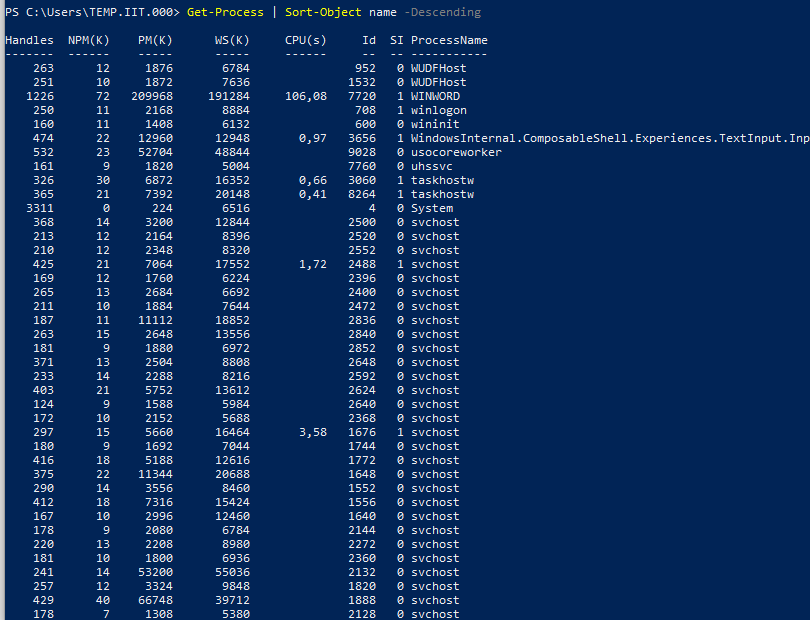 PS C:\Users\TEMP.IIT.000> Get-Process | Sort-Object name -Descending
Handles NPM(K) PM(K) WS(K) CPU(s) Id SI ProcessName
------- ------ ----- ----- ------ -- -- -----------
263 12 1876 6784 952 0 WUDFHost
251 10 1872 7636 1532 0 WUDFHost
1226 72 209968 191284 106,08 7720 1 WINWORD
250 11 2168 8884 708 1 winlogon
160 11 1408 6132 600 0 wininit
474 22 12960 12948 0,97 3656 1 WindowsInternal.ComposableShell.Experiences.TextInput.Inp
532 23 52704 48844 9028 0 usocoreworker
161 9 1820 5004 7760 0 uhssvc
326 30 6872 16352 0,66 3060 1 taskhostw
365 21 7392 20148 0,41 8264 1 taskhostw
3311 0 224 6516 4 0 System
368 14 3200 12844 2500 0 svchost
213 12 2164 8396 2520 0 svchost
210 12 2348 8320 2552 0 svchost
425 21 7064 17552 1,72 2488 1 svchost
169 12 1760 6224 2396 0 svchost
265 13 2684 6692 2400 0 svchost
211 10 1884 7644 2472 0 svchost
187 11 11112 18852 2836 0 svchost
263 15 2648 13556 2840 0 svchost
181 9 1880 6972 2852 0 svchost
371 13 2504 8808 2648 0 svchost
233 14 2288 8216 2592 0 svchost
403 21 5752 13612 2624 0 svchost
124 9 1588 5984 2640 0 svchost
172 10 2152 5688 2368 0 svchost
297 15 5660 16464 3,58 1676 1 svchost
180 9 1692 7044 1744 0 svchost
416 18 5188 12616 1772 0 svchost
375 22 11344 20688 1648 0 svchost
290 14 3556 8460 1552 0 svchost
412 18 7316 15424 1556 0 svchost
167 10 2996 12460 1640 0 svchost
178 9 2080 6784 2144 0 svchost
220 13 2208 8980 2272 0 svchost
181 10 1800 6936 2360 0 svchost
241 14 53200 55036 2132 0 svchost
257 12 3324 9848 1820 0 svchost
429 40 66748 39712 1888 0 svchost
178 7 1308 5380 2128 0 svchost